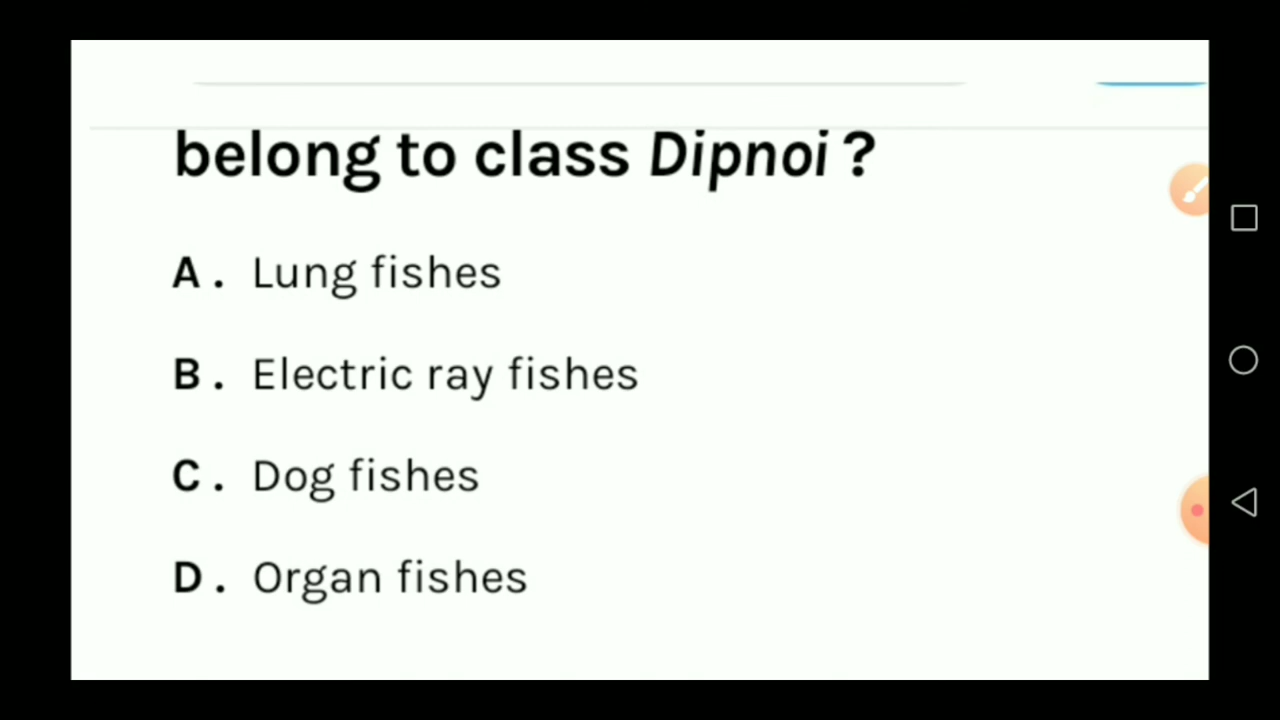 belong to class Dipnoi ?
A . Lung fishes
B . Electric ray fishes
C . Dog fishes
D . Organ fishes